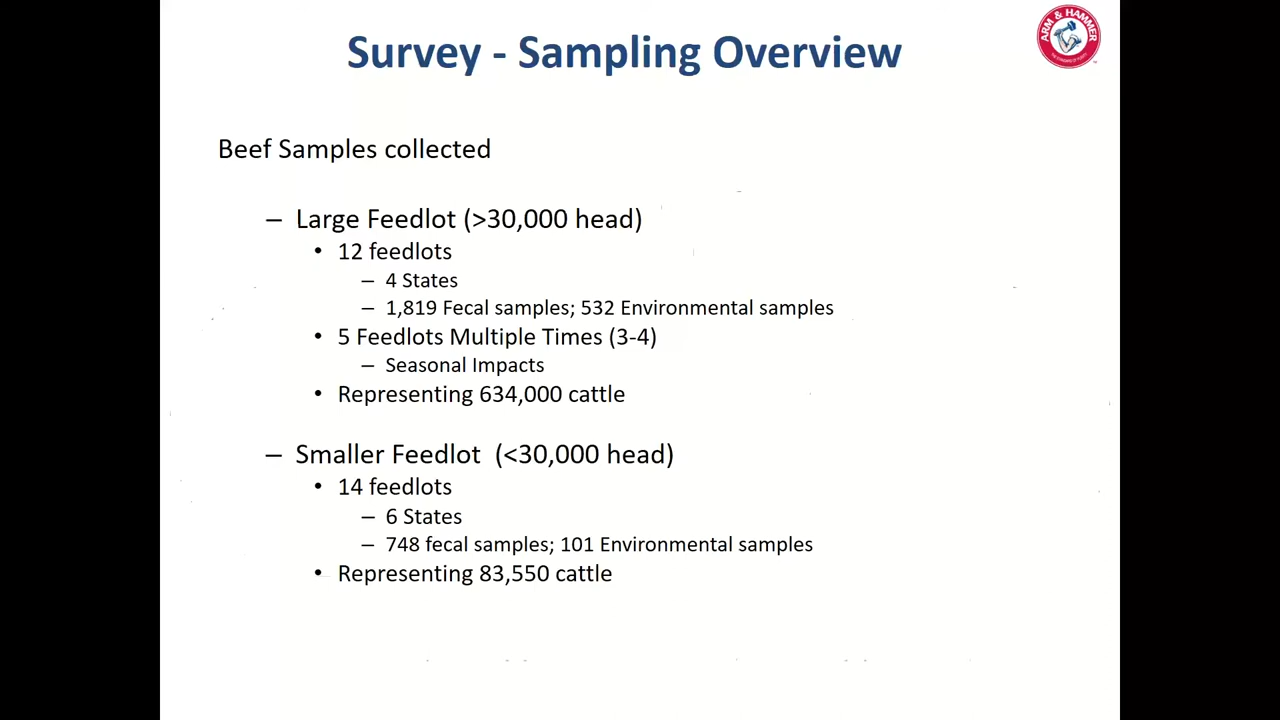 Survey - Sampling Overview
ARM & HAMMER
Beef Samples collected
– Large Feedlot (>30,000 head)
• 12 feedlots
– 4 States
– 1,819 Fecal samples; 532 Environmental samples
• 5 Feedlots Multiple Times (3-4)
– Seasonal Impacts
• Representing 634,000 cattle
– Smaller Feedlot (<30,000 head)
• 14 feedlots
– 6 States
– 748 fecal samples; 101 Environmental samples
• Representing 83,550 cattle